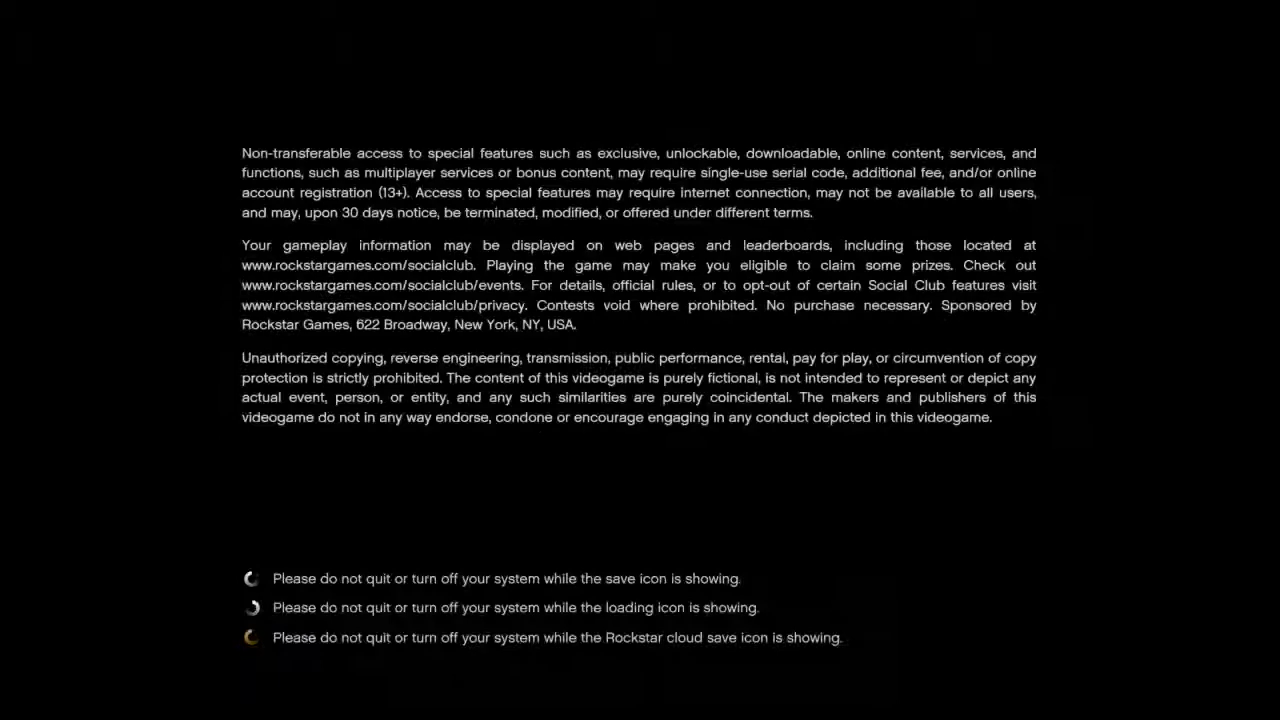 Non-transferable access to special features such as exclusive, unlockable, downloadable, online content, services, and
functions, such as multiplayer services or bonus content, may require single-use serial code, additional fee, and/or online
account registration (13+). Access to special features may require internet connection, may not be available to all users,
and may, upon 30 days notice, be terminated, modified, or offered under different terms.
Your gameplay information may be displayed on web pages and leaderboards, including those located at
www.rockstargames.com/socialclub. Playing the game may make you eligible to claim some prizes. Check out
www.rockstargames.com/socialclub/events. For details, official rules, or to opt-out of certain Social Club features visit
www.rockstargames.com/socialclub/privacy. Contests void where prohibited. No purchase necessary. Sponsored by
Rockstar Games, 622 Broadway, New York, NY, USA.
Unauthorized copying, reverse engineering, transmission, public performance, rental, pay for play, or circumvention of copy
protection is strictly prohibited. The content of this videogame is purely fictional, is not intended to represent or depict any
actual event, person, or entity, and any such similarities are purely coincidental. The makers and publishers of this
videogame do not in any way endorse, condone or encourage engaging in any conduct depicted in this videogame.
Please do not quit or turn off your system while the save icon is showing.
Please do not quit or turn off your system while the loading icon is showing.
Please do not quit or turn off your system while the Rockstar cloud save icon is showing.